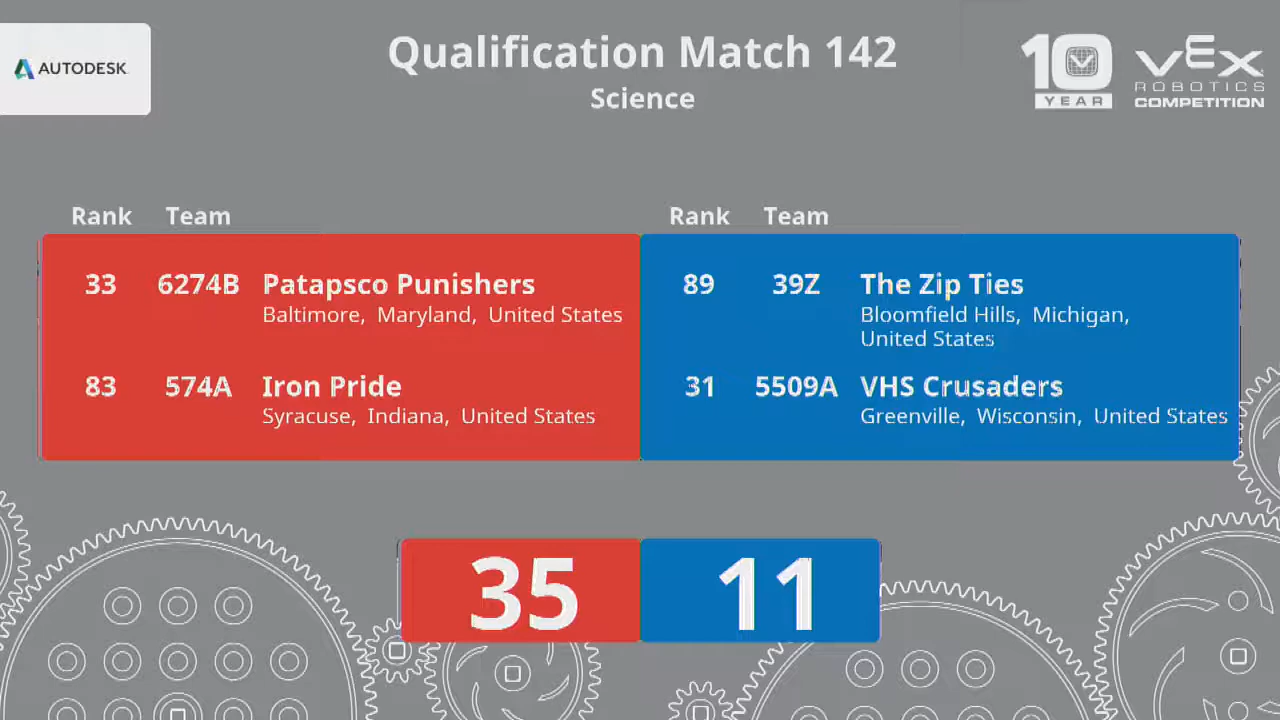 AUTODESK
Qualification Match 142
Science
10 YEAR
VEX ROBOTICS COMPETITION
Rank Team
33 6274B Patapsco Punishers
Baltimore, Maryland, United States
83 574A Iron Pride
Syracuse, Indiana, United States
Rank Team
89 39Z The Zip Ties
Bloomfield Hills, Michigan,
United States
31 5509A VHS Crusaders
Greenville, Wisconsin, United States
35 11